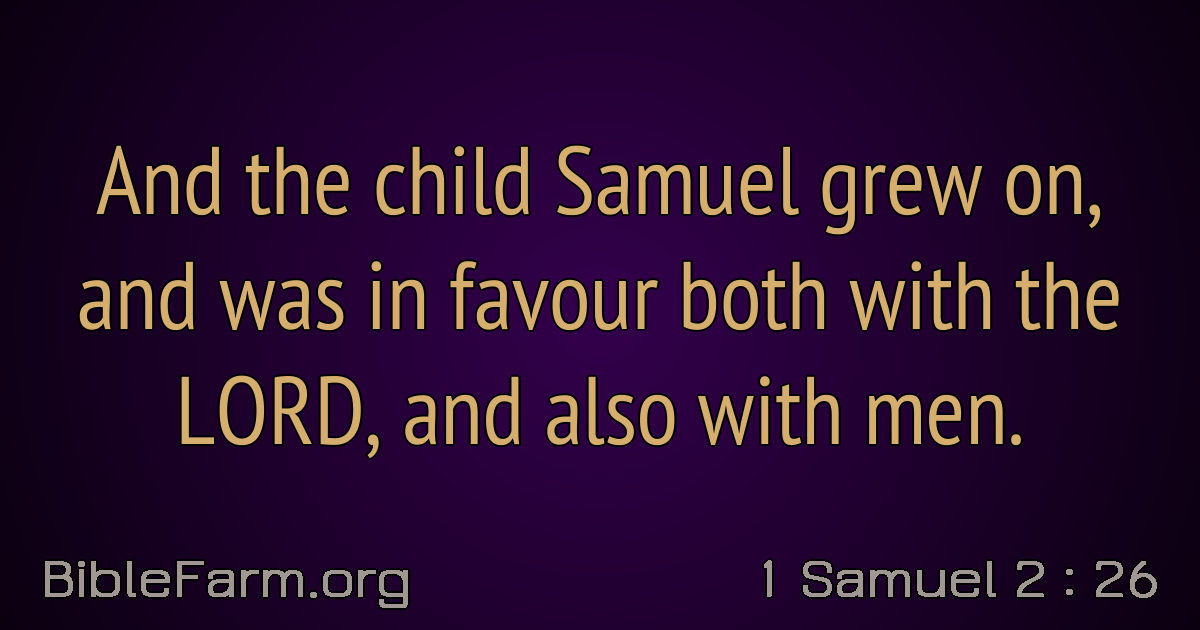 And the child Samuel grew on,
and was in favour both with the
LORD, and also with men.
BibleFarm.org
1 Samuel 2 : 26